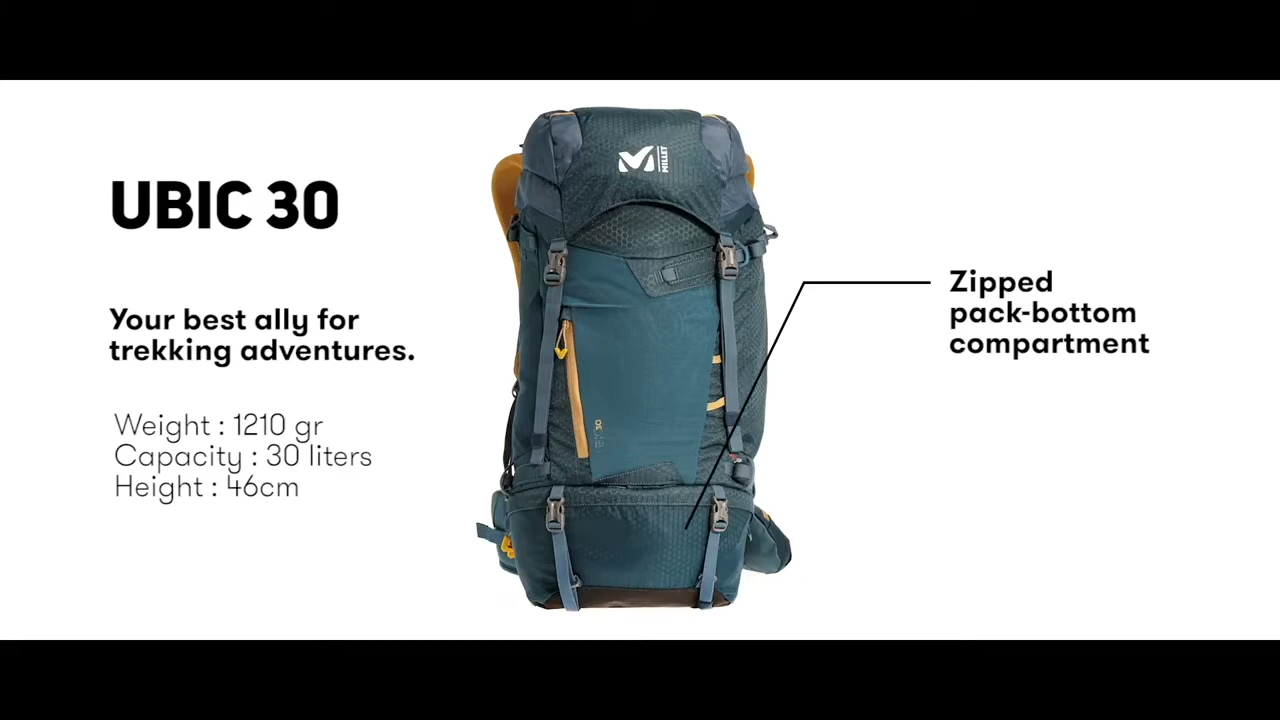 UBIC 30
Your best ally for
trekking adventures.
Weight : 1210 gr
Capacity : 30 liters
Height : 46cm
MILLET
30
Zipped
pack-bottom
compartment